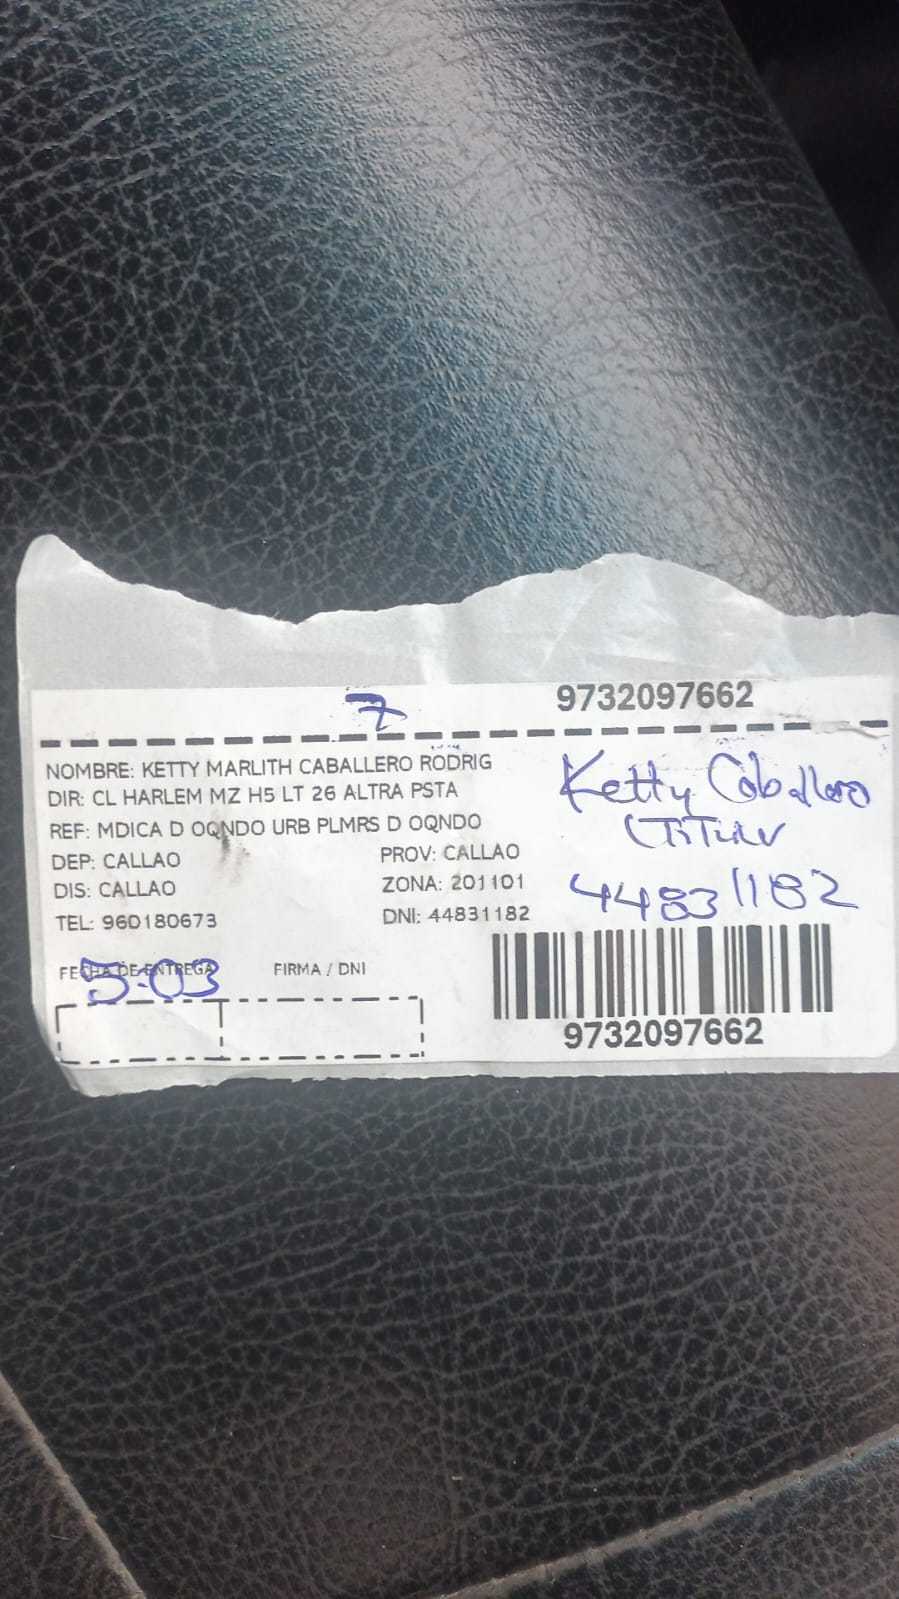 7 9732097662
NOMBRE: KETTY MARLITH CABALLERO RODRIG
DIR: CL HARLEM MZ H5 LT 26 ALTRA PSTA
REF: MDICA D OQNDO URB PLMRS D OQNDO
DEP: CALLAO PROV: CALLAO
DIS: CALLAO ZONA: 201101
TEL: 960180673 DNI: 44831182
FECHA DE ENTREGA FIRMA / DNI
5-03
Ketty Caballero
44831182
9732097662